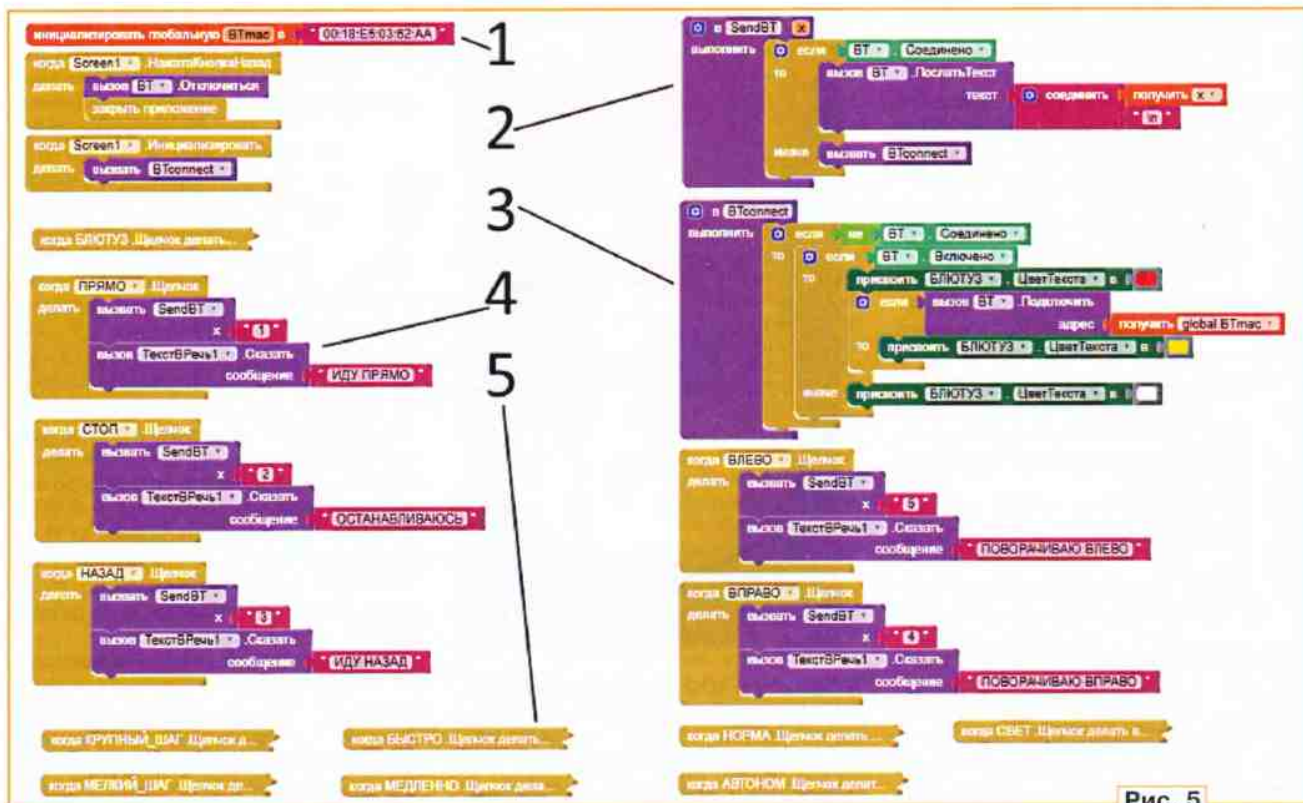 инициализировать глобальную BTmac в " 00:18:E5:03:62:AA "
когда Screen1 .НажатаКнопкаНазад
делать вызов BT .Отключиться
закрыть приложение
когда Screen1 .Инициализировать
делать вызвать BTconnect
когда БЛЮТУЗ .Щелчок делать...
когда ПРЯМО .Щелчок
делать вызвать SendBT
x " 1 "
вызов ТекстВРечь1 .Сказать
сообщение " ИДУ ПРЯМО "
когда СТОП .Щелчок
делать вызвать SendBT
x " 2 "
вызов ТекстВРечь1 .Сказать
сообщение " ОСТАНАВЛИВАЮСЬ "
когда НАЗАД .Щелчок
делать вызвать SendBT
x " 3 "
вызов ТекстВРечь1 .Сказать
сообщение " ИДУ НАЗАД "
когда КРУПНЫЙ_ШАГ .Щелчок д...
когда БЫСТРО .Щелчок делать...
когда МЕЛКИЙ_ШАГ .Щелчок де...
когда МЕДЛЕННО .Щелчок дела...
1
2
3
4
5
в SendBT x
выполнить если BT . Соединено
то вызов BT .ПослатьТекст
текст соединить получить x
" \n "
иначе вызвать BTconnect
в BTconnect
выполнить если не BT . Соединено
то если BT . Включено
то присвоить БЛЮТУЗ . ЦветТекста в
если вызов BT .Подключить
адрес получить global BTmac
то присвоить БЛЮТУЗ . ЦветТекста в
иначе присвоить БЛЮТУЗ . ЦветТекста в
когда ВЛЕВО .Щелчок
делать вызвать SendBT
x " 5 "
вызов ТекстВРечь1 .Сказать
сообщение " ПОВОРАЧИВАЮ ВЛЕВО "
когда ВПРАВО .Щелчок
делать вызвать SendBT
x " 4 "
вызов ТекстВРечь1 .Сказать
сообщение " ПОВОРАЧИВАЮ ВПРАВО "
когда НОРМА .Щелчок делать ...
когда СВЕТ .Щелчок делать в...
когда АВТОНОМ .Щелчок делат...
Рис. 5